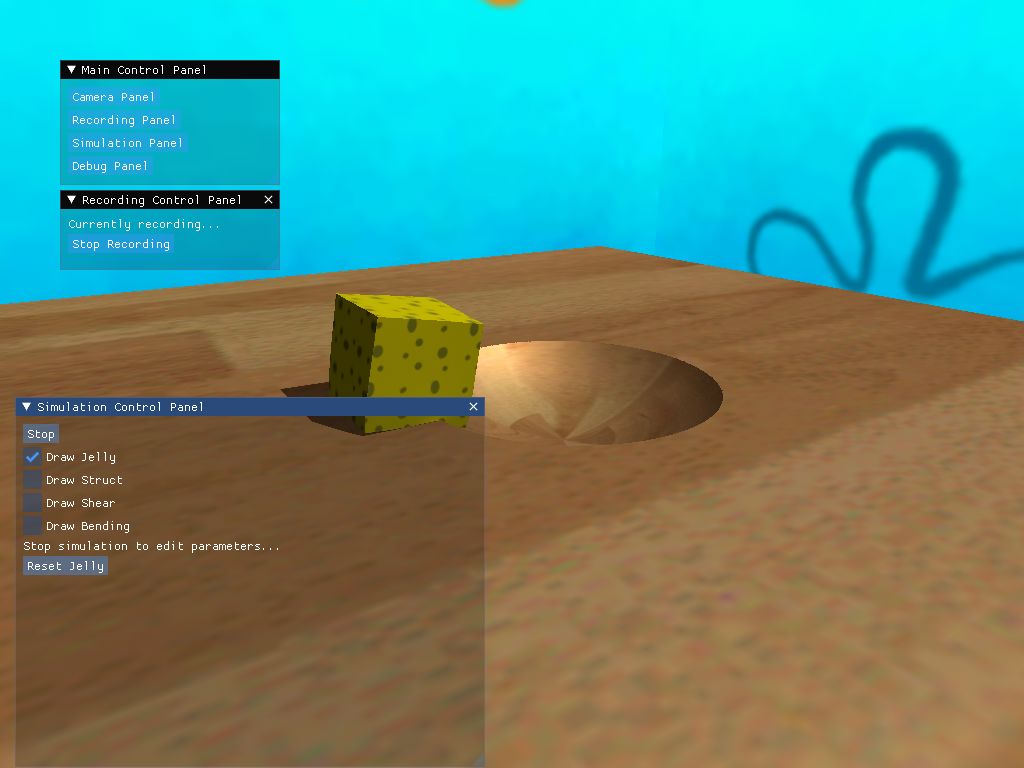 Main Control Panel
Camera Panel
Recording Panel
Simulation Panel
Debug Panel
Recording Control Panel
Currently recording...
Stop Recording
Simulation Control Panel
Stop
Draw Jelly
Draw Struct
Draw Shear
Draw Bending
Stop simulation to edit parameters...
Reset Jelly